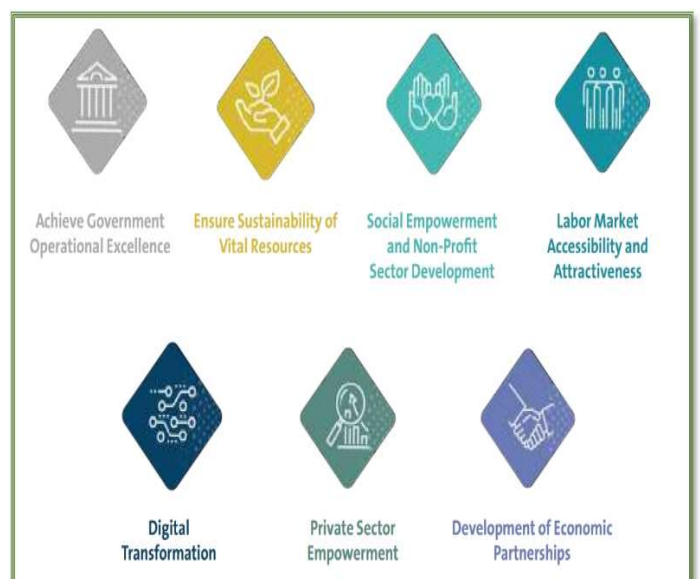 Achieve Government
Operational Excellence
Ensure Sustainability of
Vital Resources
Social Empowerment
and Non-Profit
Sector Development
Labor Market
Accessibility and
Attractiveness
Digital
Transformation
Private Sector
Empowerment
Development of Economic
Partnerships